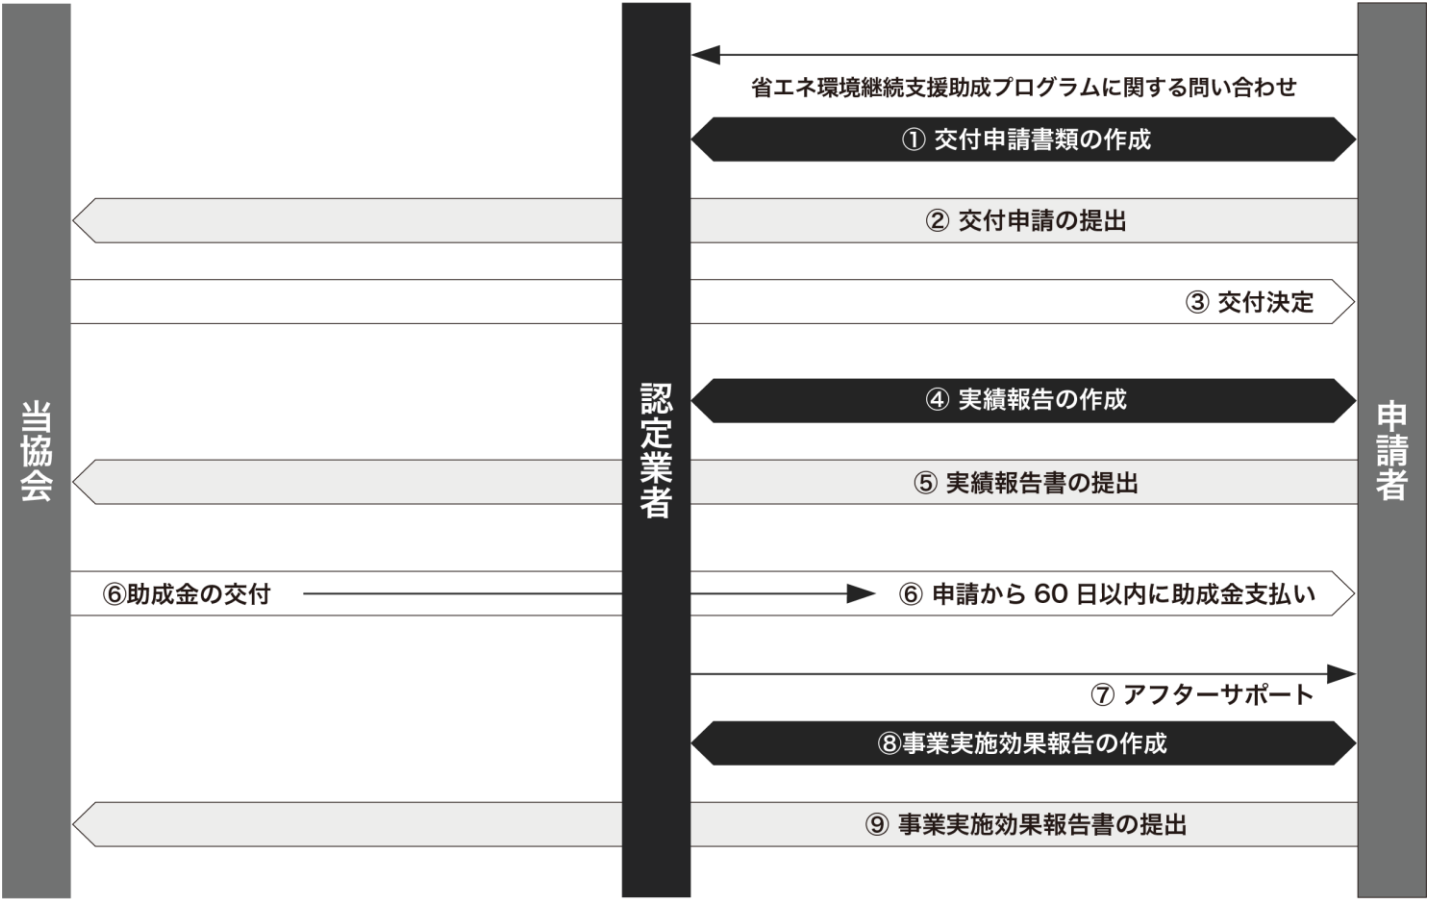 省エネ環境継続支援助成プログラムに関する問い合わせ
① 交付申請書類の作成
② 交付申請の提出
③ 交付決定
④ 実績報告の作成
当協会
認定業者
申請者
⑤ 実績報告書の提出
⑥助成金の交付
⑥ 申請から 60 日以内に助成金支払い
⑦ アフターサポート
⑧事業実施効果報告の作成
⑨ 事業実施効果報告書の提出